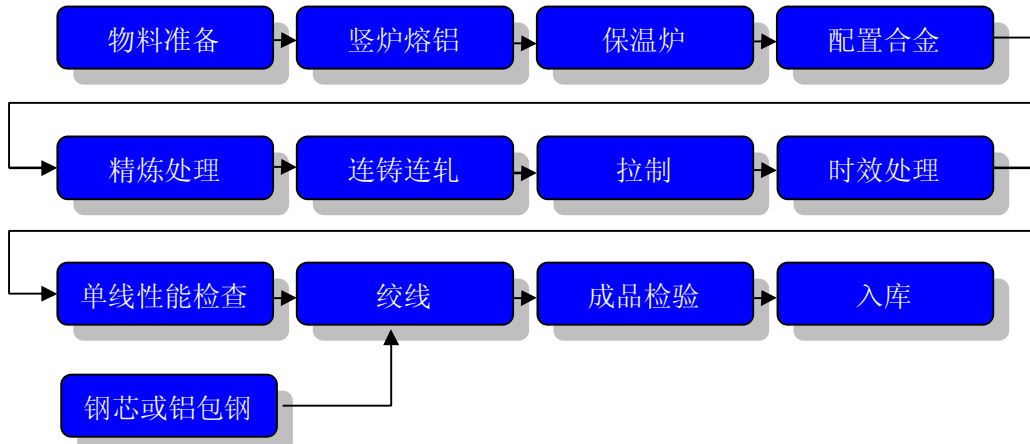 物料准备
竖炉熔铝
保温炉
配置合金
精炼处理
连铸连轧
拉制
时效处理
单线性能检查
绞线
成品检验
入库
钢芯或铝包钢